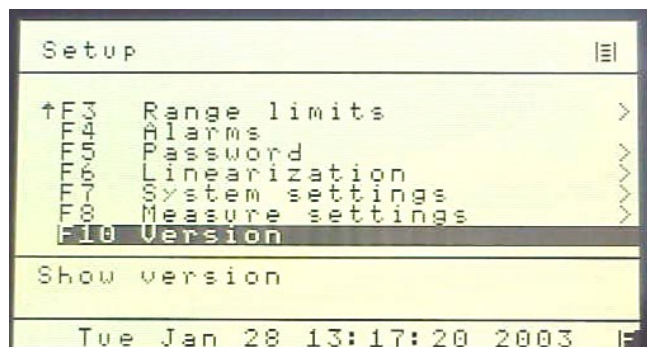 Setup
↑F3 Range limits >
F4 Alarms
F5 Password >
F6 Linearization >
F7 System settings >
F8 Measure settings >
F10 Version
Show version
Tue Jan 28 13:17:20 2003